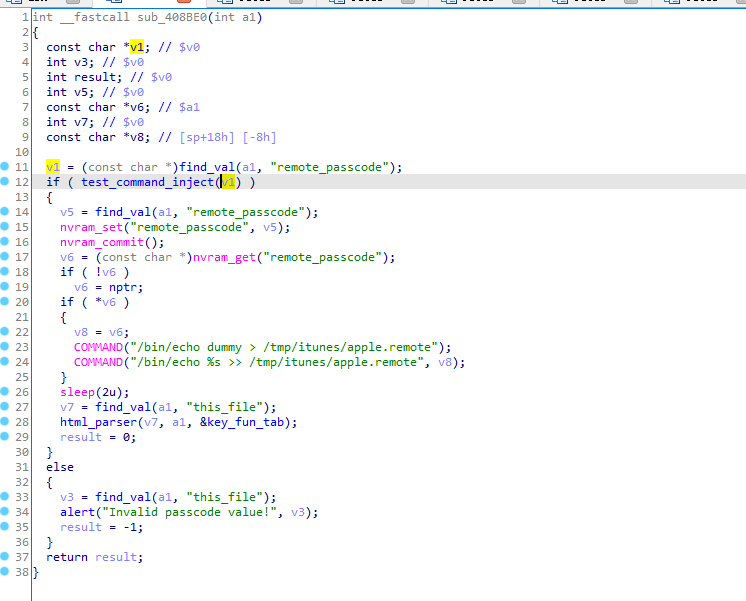 1 int __fastcall sub_408BE0(int a1)
2 {
3   const char *v1; // $v0
4   int v3; // $v0
5   int result; // $v0
6   int v5; // $v0
7   const char *v6; // $a1
8   int v7; // $v0
9   const char *v8; // [sp+18h] [-8h]
10
11   v1 = (const char *)find_val(a1, "remote_passcode");
12   if ( test_command_inject(v1) )
13   {
14     v5 = find_val(a1, "remote_passcode");
15     nvram_set("remote_passcode", v5);
16     nvram_commit();
17     v6 = (const char *)nvram_get("remote_passcode");
18     if ( !v6 )
19       v6 = nptr;
20     if ( *v6 )
21     {
22       v8 = v6;
23       COMMAND("/bin/echo dummy > /tmp/itunes/apple.remote");
24       COMMAND("/bin/echo %s >> /tmp/itunes/apple.remote", v8);
25     }
26     sleep(2u);
27     v7 = find_val(a1, "this_file");
28     html_parser(v7, a1, &key_fun_tab);
29     result = 0;
30   }
31   else
32   {
33     v3 = find_val(a1, "this_file");
34     alert("Invalid passcode value!", v3);
35     result = -1;
36   }
37   return result;
38 }